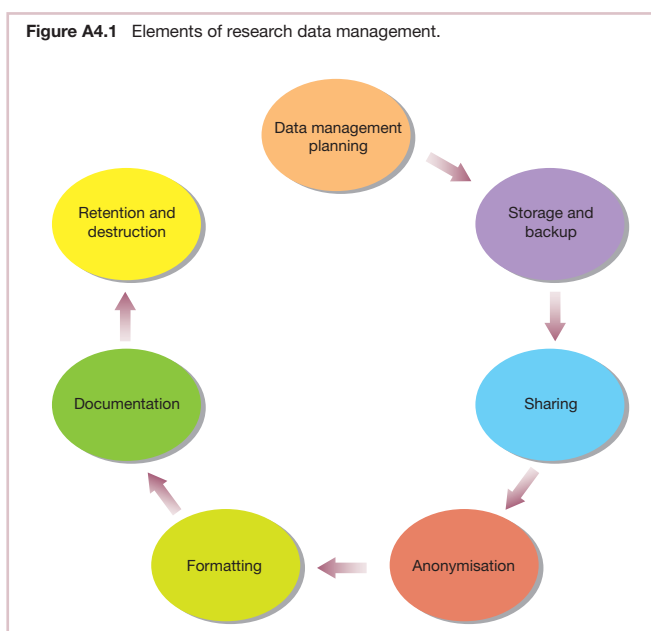 Figure A4.1 Elements of research data management.
Data management
planning
Storage and
backup
Sharing
Anonymisation
Formatting
Documentation
Retention and
destruction